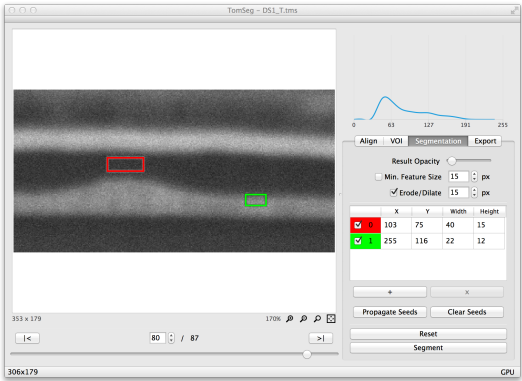 TomSeg – DS1_T.tms
0 63 127 191 255
Align VOI Segmentation Export
Result Opacity
Min. Feature Size 15 px
Erode/Dilate 15 px
X Y Width Height
0 103 75 40 15
1 255 116 22 12
+ x
353 x 179 170%
Propagate Seeds Clear Seeds
|< 80 / 87 >|
Reset
Segment
306x179 GPU